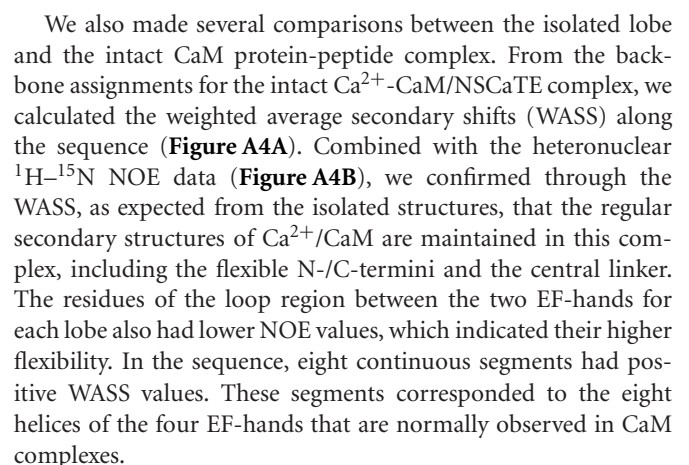 We also made several comparisons between the isolated lobe
and the intact CaM protein-peptide complex. From the back-
bone assignments for the intact Ca²⁺-CaM/NSCaTE complex, we
calculated the weighted average secondary shifts (WASS) along
the sequence (Figure A4A). Combined with the heteronuclear
¹H–¹⁵N NOE data (Figure A4B), we confirmed through the
WASS, as expected from the isolated structures, that the regular
secondary structures of Ca²⁺/CaM are maintained in this com-
plex, including the flexible N-/C-termini and the central linker.
The residues of the loop region between the two EF-hands for
each lobe also had lower NOE values, which indicated their higher
flexibility. In the sequence, eight continuous segments had pos-
itive WASS values. These segments corresponded to the eight
helices of the four EF-hands that are normally observed in CaM
complexes.